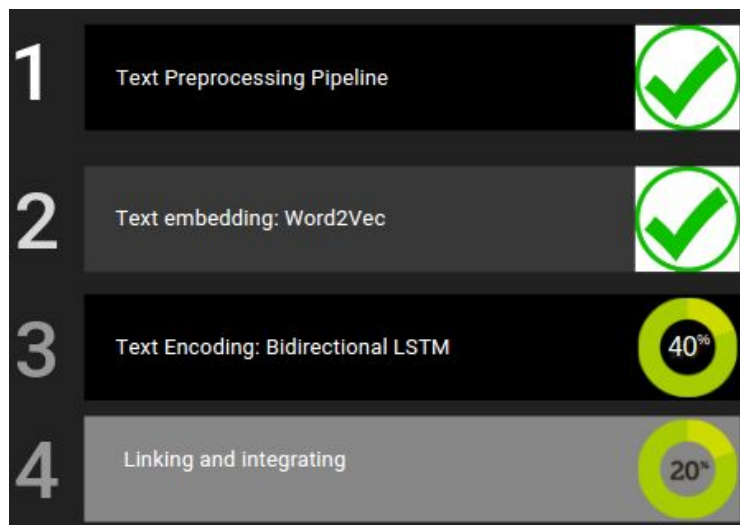 1
Text Preprocessing Pipeline
2
Text embedding: Word2Vec
3
Text Encoding: Bidirectional LSTM
40%
4
Linking and integrating
20%